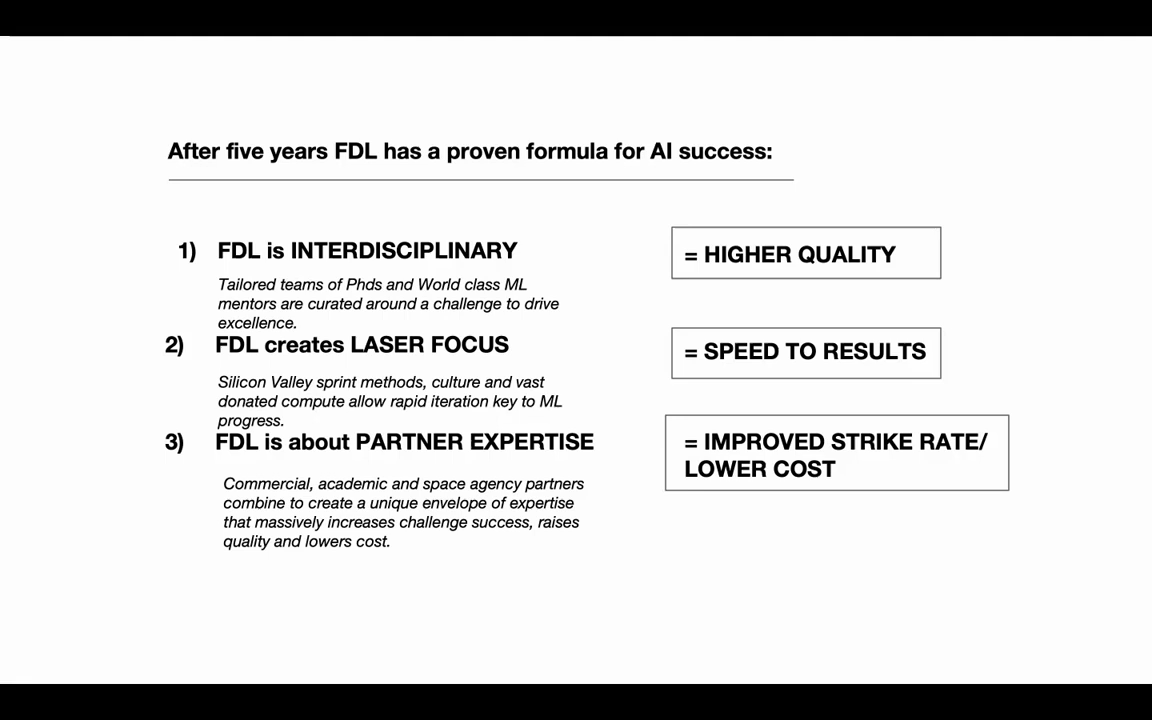 After five years FDL has a proven formula for AI success:
1) FDL is INTERDISCIPLINARY
= HIGHER QUALITY
Tailored teams of Phds and World class ML
mentors are curated around a challenge to drive
excellence.
2) FDL creates LASER FOCUS
= SPEED TO RESULTS
Silicon Valley sprint methods, culture and vast
donated compute allow rapid iteration key to ML
progress.
3) FDL is about PARTNER EXPERTISE
= IMPROVED STRIKE RATE/
LOWER COST
Commercial, academic and space agency partners
combine to create a unique envelope of expertise
that massively increases challenge success, raises
quality and lowers cost.